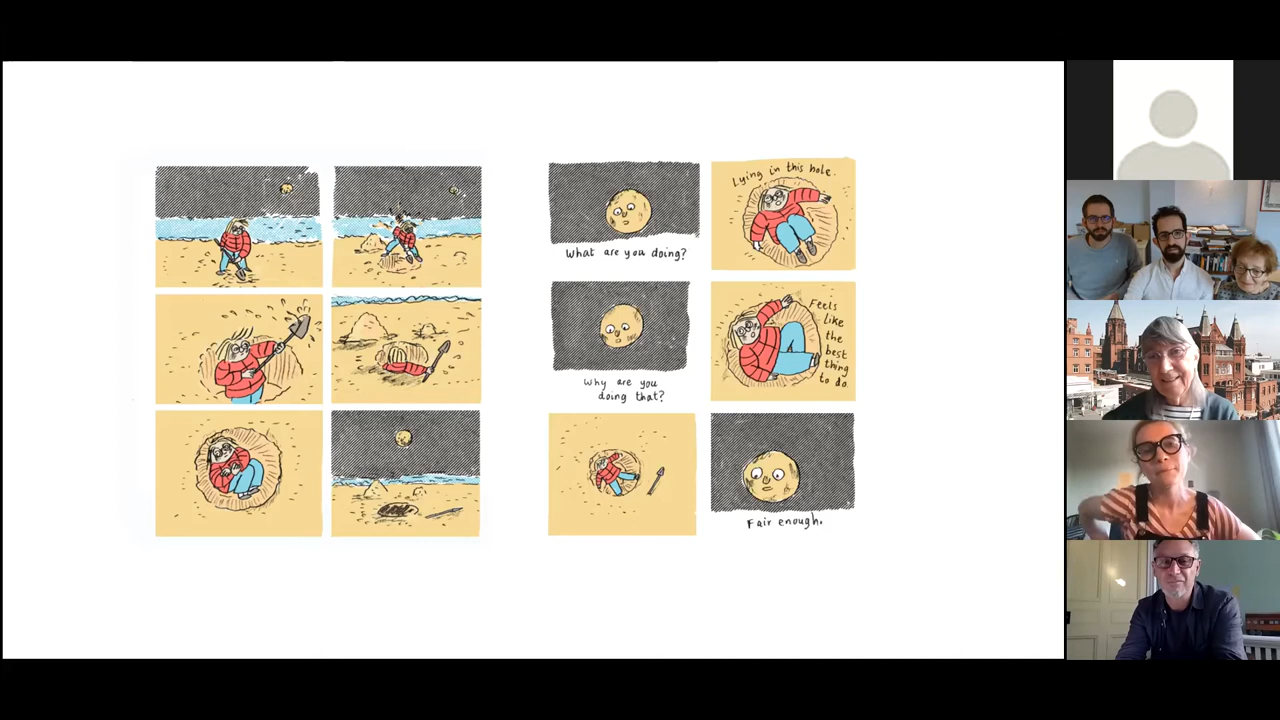 What are you doing?
Lying in this hole.
Why are you
doing that?
Feels
like
the
best
thing
to do.
Fair enough.